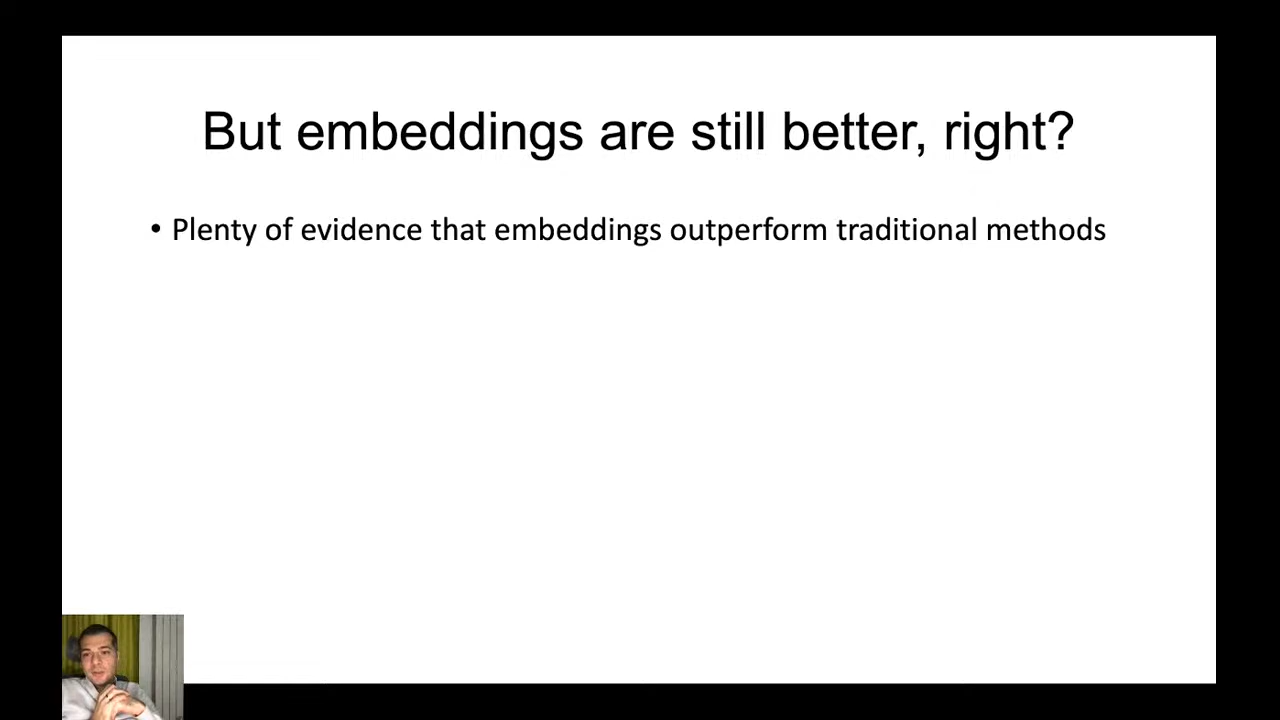 But embeddings are still better, right?
• Plenty of evidence that embeddings outperform traditional methods